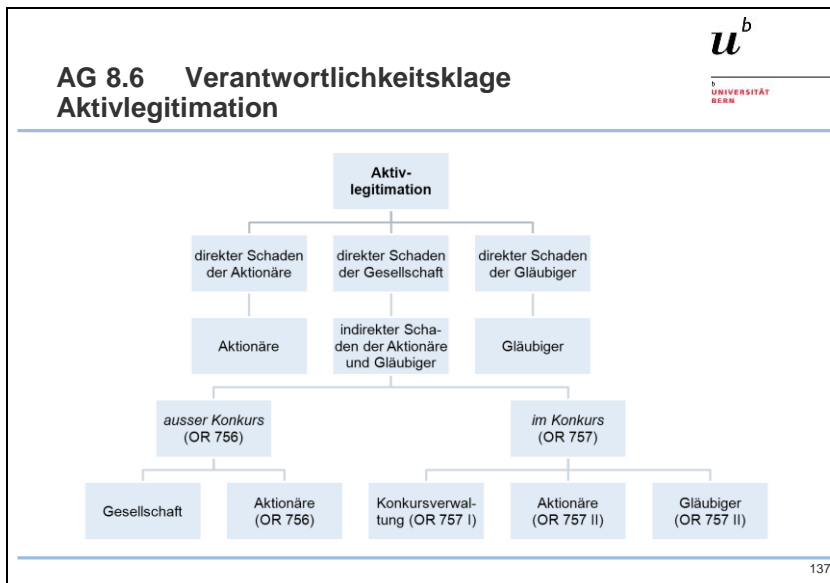 u^b
b
UNIVERSITÄT
BERN
AG 8.6 Verantwortlichkeitsklage
Aktivlegitimation
Aktiv-
legitimation
direkter Schaden
der Aktionäre
direkter Schaden
der Gesellschaft
direkter Schaden
der Gläubiger
Aktionäre
indirekter Scha-
den der Aktionäre
und Gläubiger
Gläubiger
ausser Konkurs
(OR 756)
im Konkurs
(OR 757)
Gesellschaft
Aktionäre
(OR 756)
Konkursverwal-
tung (OR 757 I)
Aktionäre
(OR 757 II)
Gläubiger
(OR 757 II)
137